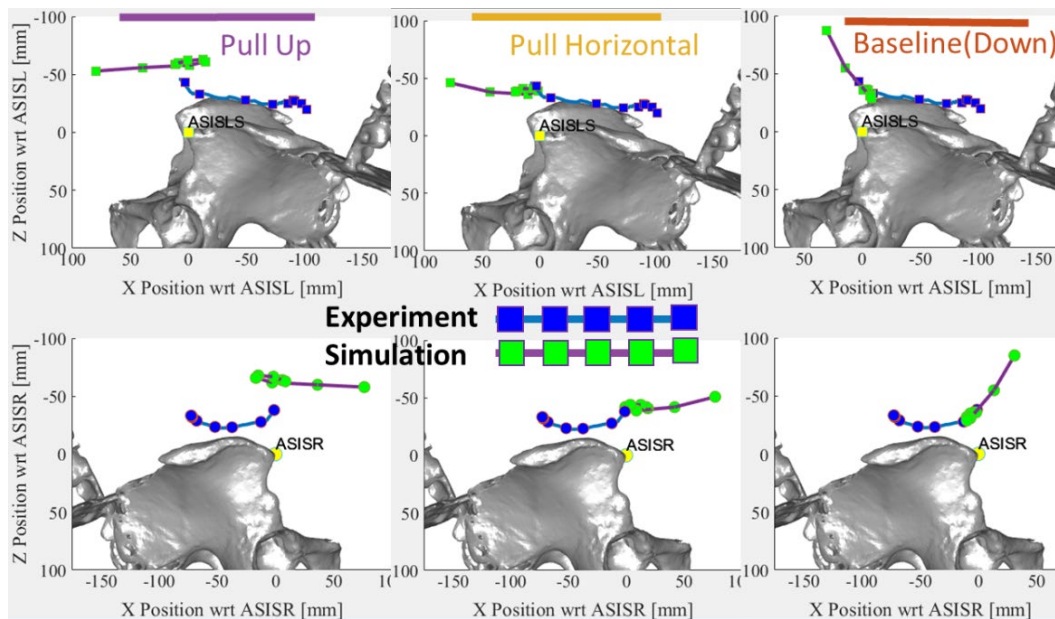 Pull Up
Pull Horizontal
Baseline(Down)
-100
-50
0
50
100
Z Position wrt ASISL [mm]
ASISLS
100 50 0 -50 -100 -150
X Position wrt ASISL [mm]
-100
-50
0
50
100
ASISLS
100 50 0 -50 -100 -150
X Position wrt ASISL [mm]
-100
-50
0
50
100
ASISLS
50 0 -50 -100 -150
X Position wrt ASISL [mm]
Experiment
Simulation
-100
-50
0
50
100
Z Position wrt ASISR [mm]
ASISR
-150 -100 -50 0 50
X Position wrt ASISR [mm]
-100
-50
0
50
100
ASISR
-150 -100 -50 0 50
X Position wrt ASISR [mm]
-100
-50
0
50
100
ASISR
-150 -100 -50 0 50
X Position wrt ASISR [mm]